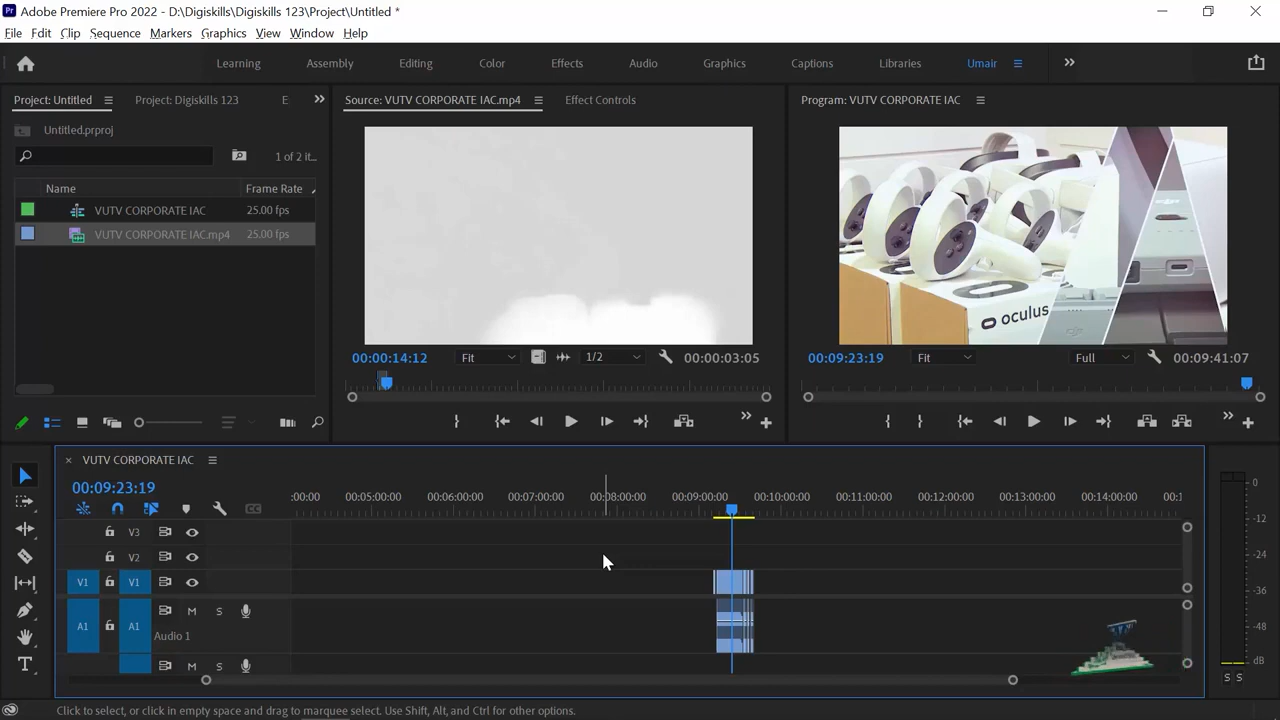 Adobe Premiere Pro 2022 - D:\Digiskills\Digiskills 123\Project\Untitled *
File Edit Clip Sequence Markers Graphics View Window Help
Learning Assembly Editing Color Effects Audio Graphics Captions Libraries Umair
Project: Untitled Project: Digiskills 123 E Source: VUTV CORPORATE IAC.mp4 Effect Controls Program: VUTV CORPORATE IAC
Untitled.prproj
1 of 2 it...
Name Frame Rate
VUTV CORPORATE IAC 25.00 fps
VUTV CORPORATE IAC.mp4 25.00 fps
oculus
00:00:14:12 Fit 1/2 00:00:03:05 00:09:23:19 Fit Full 00:09:41:07
VUTV CORPORATE IAC
00:09:23:19
:00:00 00:05:00:00 00:06:00:00 00:07:00:00 00:08:00:00 00:09:00:00 00:10:00:00 00:11:00:00 00:12:00:00 00:13:00:00 00:14:00:00 00:1
V3
V2
V1 V1
A1 A1 M S
Audio 1
M S
0
-12
-24
-36
-48
dB
S S
Click to select, or click in empty space and drag to marquee select. Use Shift, Alt, and Ctrl for other options.